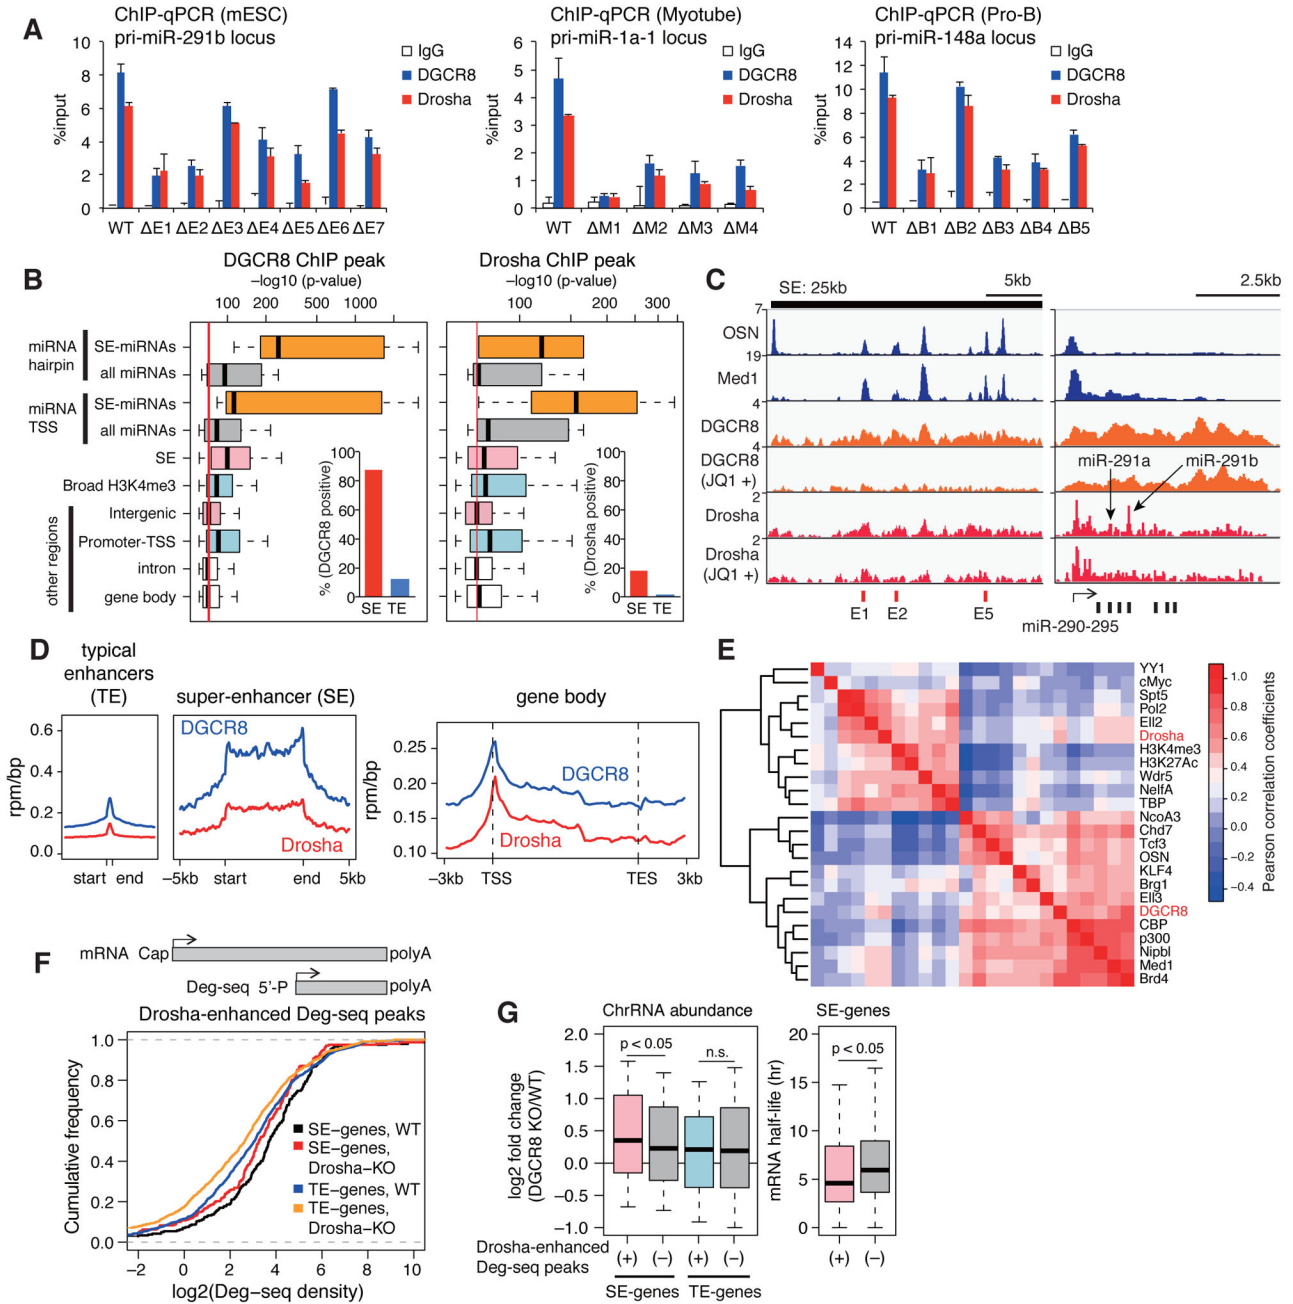 A
ChIP-qPCR (mESC)
pri-miR-291b locus
%input
10
8
6
4
2
0
IgG
DGCR8
Drosha
WT ΔE1 ΔE2 ΔE3 ΔE4 ΔE5 ΔE6 ΔE7
ChIP-qPCR (Myotube)
pri-miR-1a-1 locus
%input
6
5
4
3
2
1
0
IgG
DGCR8
Drosha
WT ΔM1 ΔM2 ΔM3 ΔM4
ChIP-qPCR (Pro-B)
pri-miR-148a locus
%input
14
12
10
8
6
4
2
0
IgG
DGCR8
Drosha
WT ΔB1 ΔB2 ΔB3 ΔB4 ΔB5
B
DGCR8 ChIP peak
−log10 (p-value)
100 200 500 1000
Drosha ChIP peak
−log10 (p-value)
100 200 300
miRNA
hairpin
SE-miRNAs
all miRNAs
miRNA
TSS
SE-miRNAs
all miRNAs
SE
Broad H3K4me3
other regions
Intergenic
Promoter-TSS
intron
gene body
% (DGCR8 positive)
100
80
60
40
20
0
SE TE
% (Drosha positive)
100
80
60
40
20
0
SE TE
C
SE: 25kb
5kb
2.5kb
7
OSN
19
Med1
4
DGCR8
4
DGCR8
(JQ1 +)
2
Drosha
2
Drosha
(JQ1 +)
miR-291a
miR-291b
E1 E2 E5
miR-290-295
D
typical
enhancers
(TE)
super-enhancer (SE)
gene body
rpm/bp
0.6
0.4
0.2
0.0
start end
DGCR8
Drosha
−5kb start end 5kb
rpm/bp
0.25
0.20
0.15
0.10
DGCR8
Drosha
−3kb TSS TES 3kb
E
YY1
cMyc
Spt5
Pol2
Ell2
Drosha
H3K4me3
H3K27Ac
Wdr5
NelfA
TBP
NcoA3
Chd7
Tcf3
OSN
KLF4
Brg1
Ell3
DGCR8
CBP
p300
Nipbl
Med1
Brd4
1.0
0.8
0.6
0.4
0.2
0.0
−0.2
−0.4
Pearson correlation coefficients
F
mRNA Cap polyA
Deg-seq 5'-P polyA
Drosha-enhanced Deg-seq peaks
Cumulative frequency
1.0
0.8
0.6
0.4
0.2
0.0
SE−genes, WT
SE−genes,
Drosha−KO
TE−genes, WT
TE−genes,
Drosha−KO
−2 0 2 4 6 8 10
log2(Deg−seq density)
G
ChrRNA abundance
log2 fold change
(DGCR8 KO/WT)
2.0
1.5
1.0
0.5
0.0
−0.5
−1.0
p < 0.05
n.s.
Drosha-enhanced
Deg-seq peaks
(+) (−) (+) (−)
SE-genes TE-genes
SE-genes
mRNA half-life (hr)
20
15
10
5
0
p < 0.05
(+) (−)